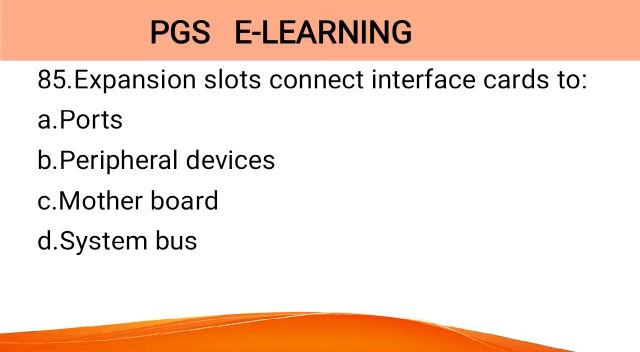 PGS E-LEARNING
85.Expansion slots connect interface cards to:
a.Ports
b.Peripheral devices
c.Mother board
d.System bus